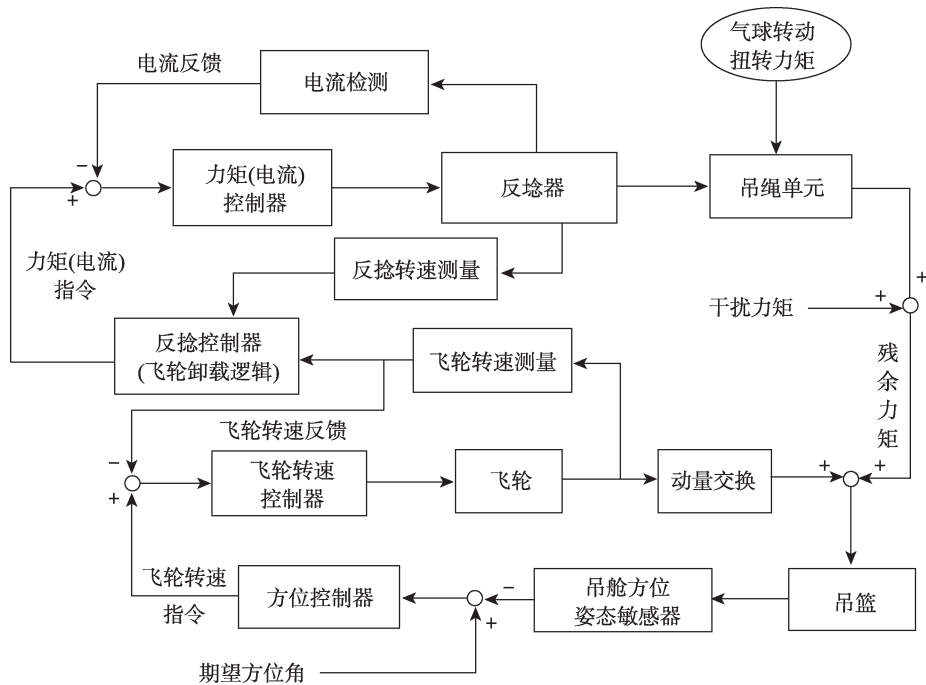 气球转动
扭转力矩
电流反馈
电流检测
−
+
力矩(电流)
控制器
反捻器
吊绳单元
力矩(电流)
指令
反捻转速测量
+
+
干扰力矩
反捻控制器
(飞轮卸载逻辑)
飞轮转速测量
残
余
力
矩
飞轮转速反馈
−
+
飞轮转速
控制器
飞轮
动量交换
+
+
飞轮转速
指令
方位控制器
−
+
吊舱方位
姿态敏感器
吊篮
期望方位角